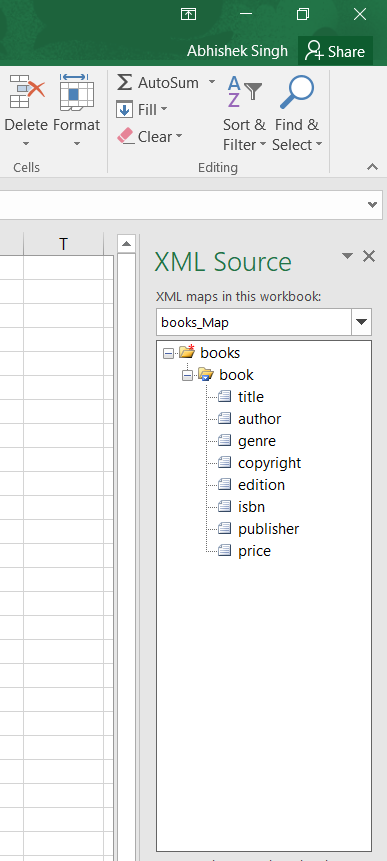 Abhishek Singh
Share
Delete
Format
AutoSum
Fill
Clear
A
Z
Sort &
Filter
Find &
Select
Cells
Editing
T
XML Source
XML maps in this workbook:
books_Map
books
book
title
author
genre
copyright
edition
isbn
publisher
price